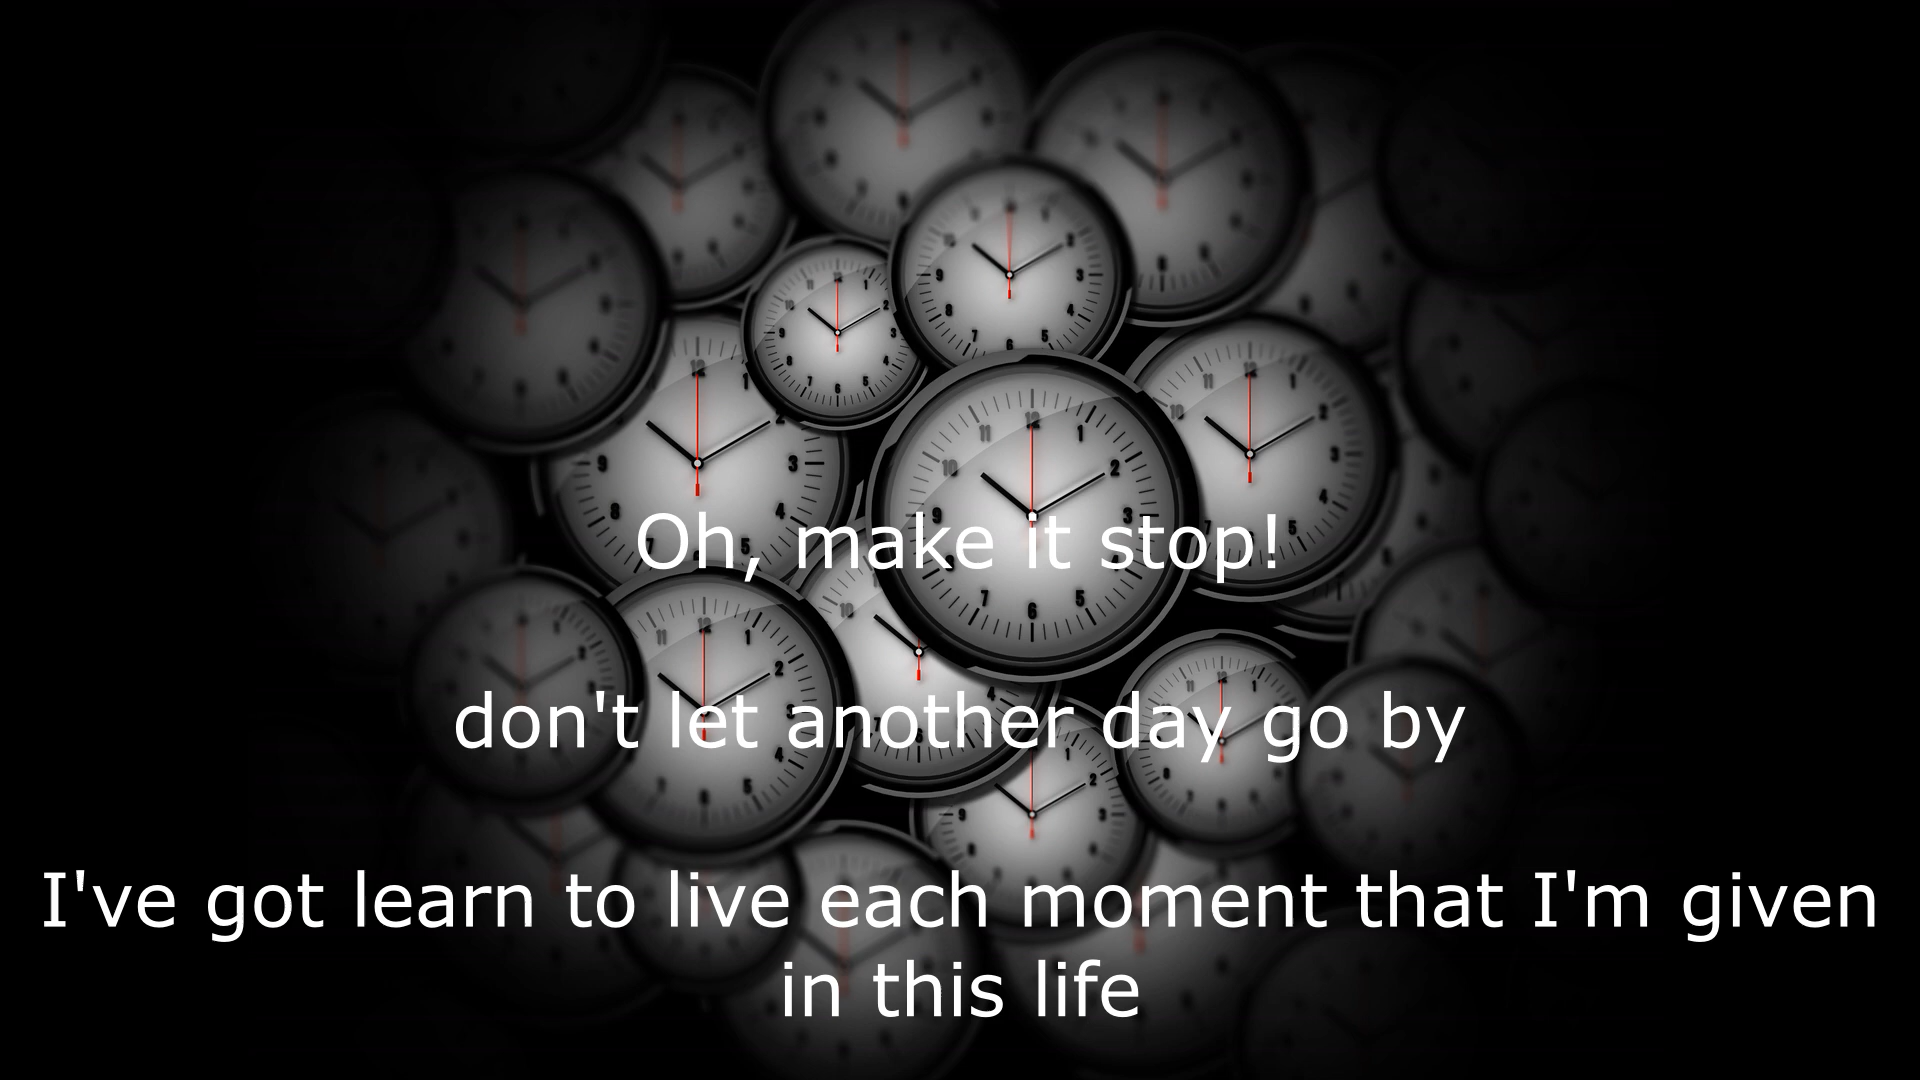 Oh, make it stop!
don't let another day go by
I've got learn to live each moment that I'm given
in this life